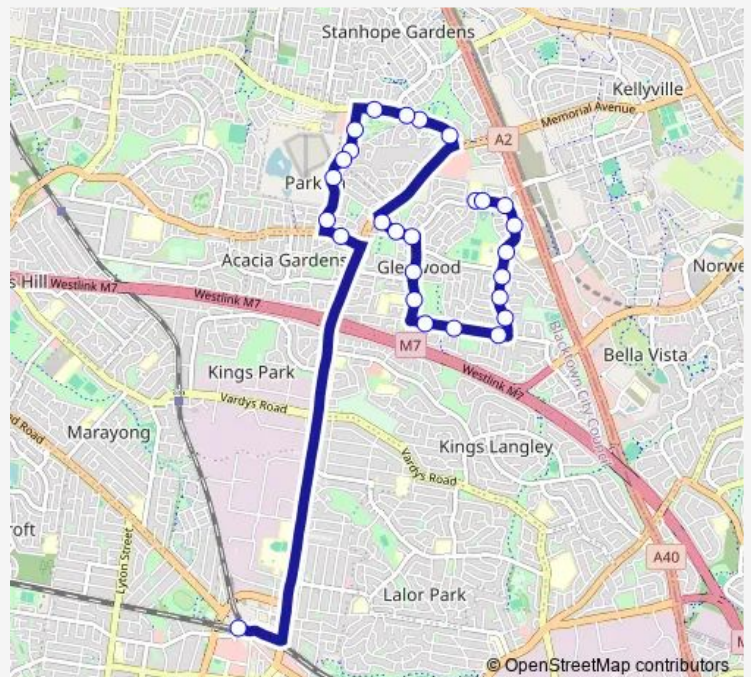 Stanhope Gardens
Kellyville
Memorial Avenue
A2
Park
Acacia Gardens
Glenwood
Norwe
s Hill
Westlink M7
Westlink M7
M7
Westlink M7
Blacktown City Council
Bella Vista
Kings Park
Vardys Road
Marayong
Kings Langley
Vardys Road
d Road
oft
Lyton Street
A40
Lalor Park
M
© OpenStreetMap contributors